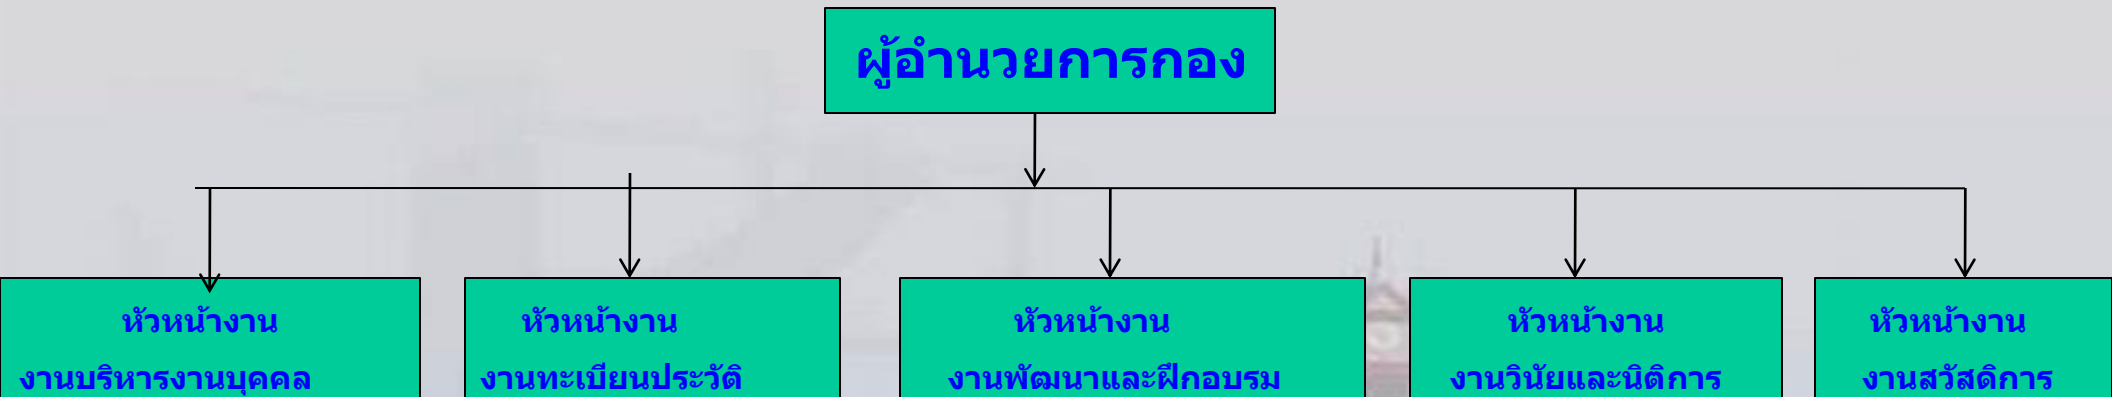 ผู้อำนวยการกอง
หัวหน้างาน
งานบริหารงานบุคคล
หัวหน้างาน
งานทะเบียนประวัติ
หัวหน้างาน
งานพัฒนาและฝึกอบรม
หัวหน้างาน
งานวินัยและนิติการ
หัวหน้างาน
งานสวัสดิการ